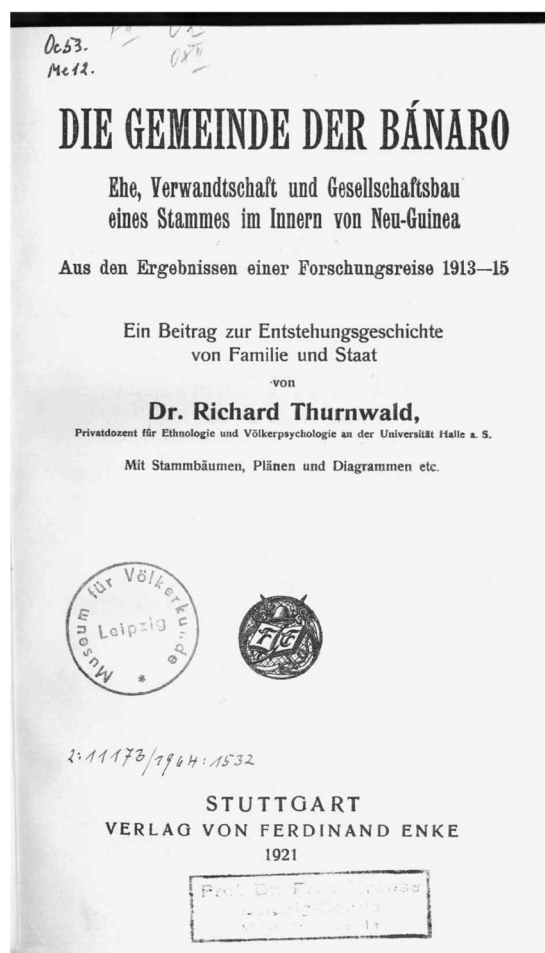 Oc53.
Me12.
DIE GEMEINDE DER BÁNARO
Ehe, Verwandtschaft und Gesellschaftsbau
eines Stammes im Innern von Neu-Guinea
Aus den Ergebnissen einer Forschungsreise 1913—15
Ein Beitrag zur Entstehungsgeschichte
von Familie und Staat
von
Dr. Richard Thurnwald,
Privatdozent für Ethnologie und Völkerpsychologie an der Universität Halle a. S.
Mit Stammbäumen, Plänen und Diagrammen etc.
Museum für Völkerkunde
Leipzig
*
F E
2:11173/1964:1532
STUTTGART
VERLAG VON FERDINAND ENKE
1921
Prof. Dr.